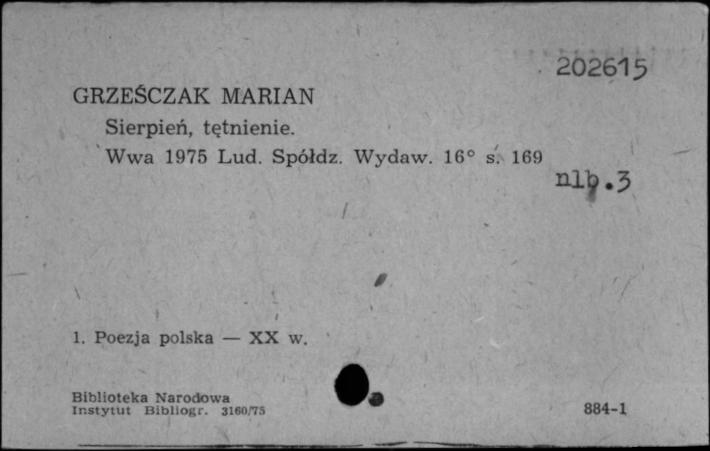 202615
GRZEŚCZAK MARIAN
Sierpień, tętnienie.
Wwa 1975 Lud. Spółdz. Wydaw. 16° s. 169
nlb.3
1. Poezja polska — XX w.
Biblioteka Narodowa
Instytut Bibliogr. 3160/75
884-1